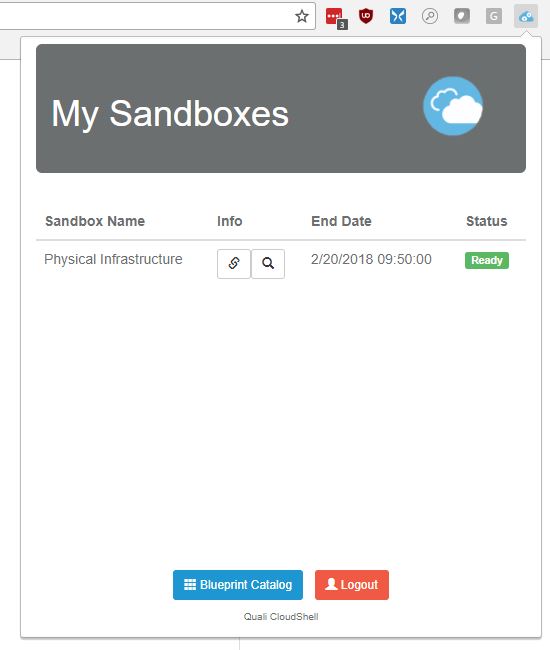 3
UD
G
My Sandboxes
Sandbox Name Info End Date Status
Physical Infrastructure 2/20/2018 09:50:00 Ready
Blueprint Catalog Logout
Quali CloudShell